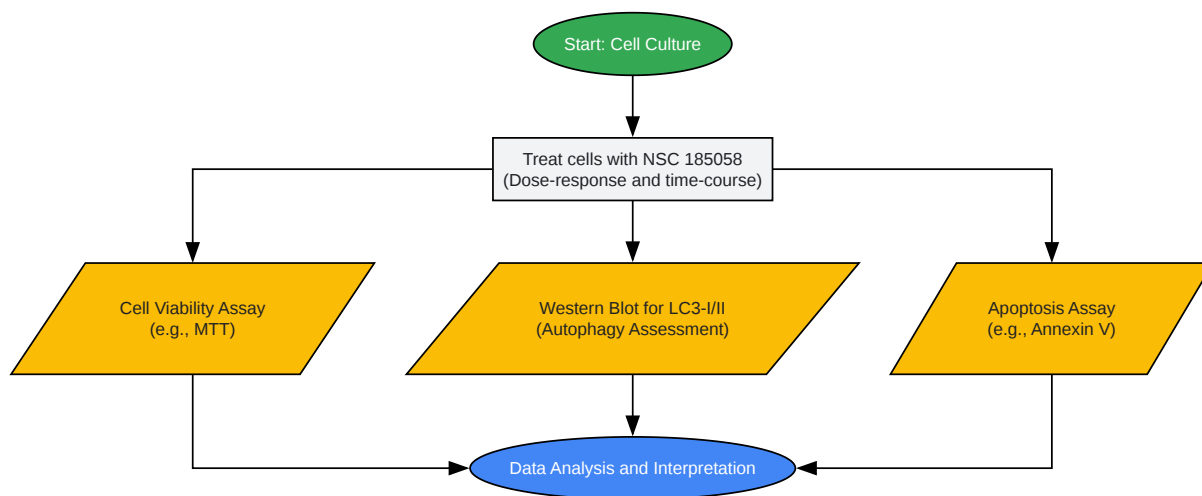 Start: Cell Culture
Treat cells with NSC 185058
(Dose-response and time-course)
Cell Viability Assay
(e.g., MTT)
Western Blot for LC3-I/II
(Autophagy Assessment)
Apoptosis Assay
(e.g., Annexin V)
Data Analysis and Interpretation